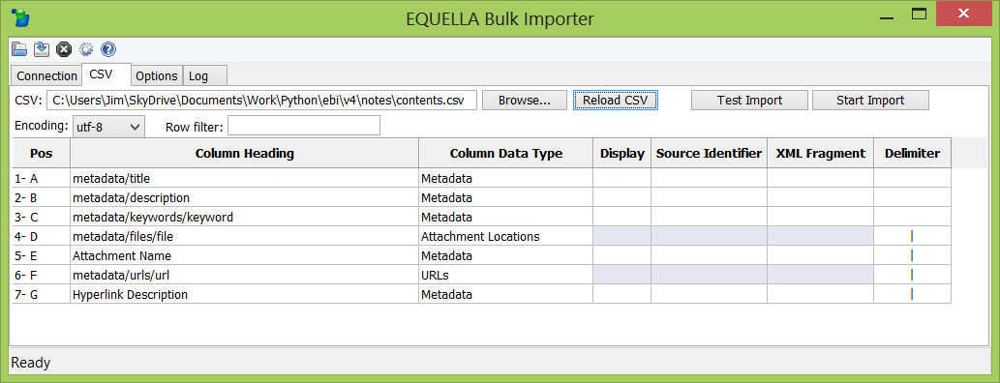 EQUELLA Bulk Importer
Connection CSV Options Log
CSV: C:\Users\Jim\SkyDrive\Documents\Work\Python\ebi\v4\notes\contents.csv Browse... Reload CSV Test Import Start Import
Encoding: utf-8 Row filter:
Pos Column Heading Column Data Type Display Source Identifier XML Fragment Delimiter
1- A metadata/title Metadata
2- B metadata/description Metadata
3- C metadata/keywords/keyword Metadata
4- D metadata/files/file Attachment Locations |
5- E Attachment Name Metadata |
6- F metadata/urls/url URLs |
7- G Hyperlink Description Metadata |
Ready